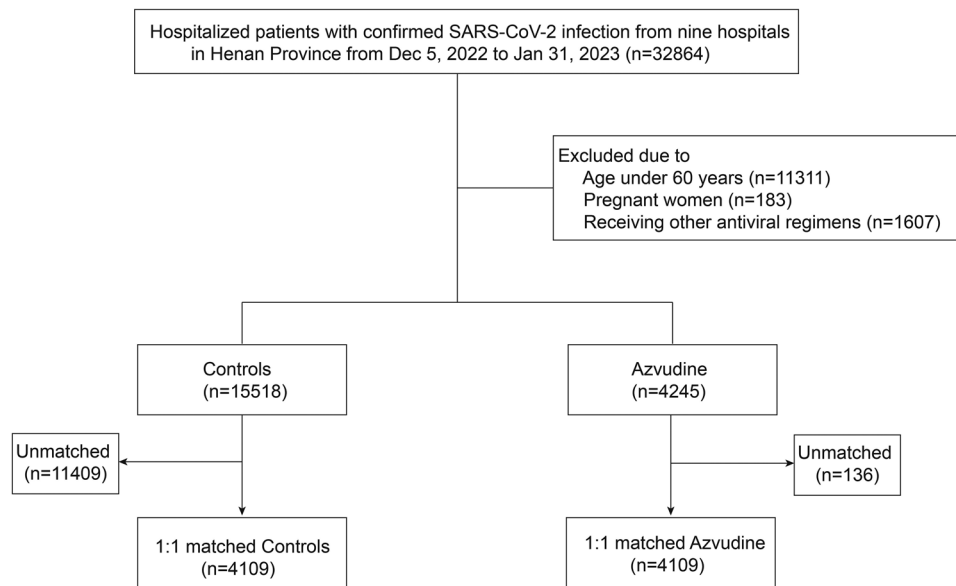 Hospitalized patients with confirmed SARS-CoV-2 infection from nine hospitals
in Henan Province from Dec 5, 2022 to Jan 31, 2023 (n=32864)
Excluded due to
Age under 60 years (n=11311)
Pregnant women (n=183)
Receiving other antiviral regimens (n=1607)
Controls
(n=15518)
Azvudine
(n=4245)
Unmatched
(n=11409)
Unmatched
(n=136)
1:1 matched Controls
(n=4109)
1:1 matched Azvudine
(n=4109)